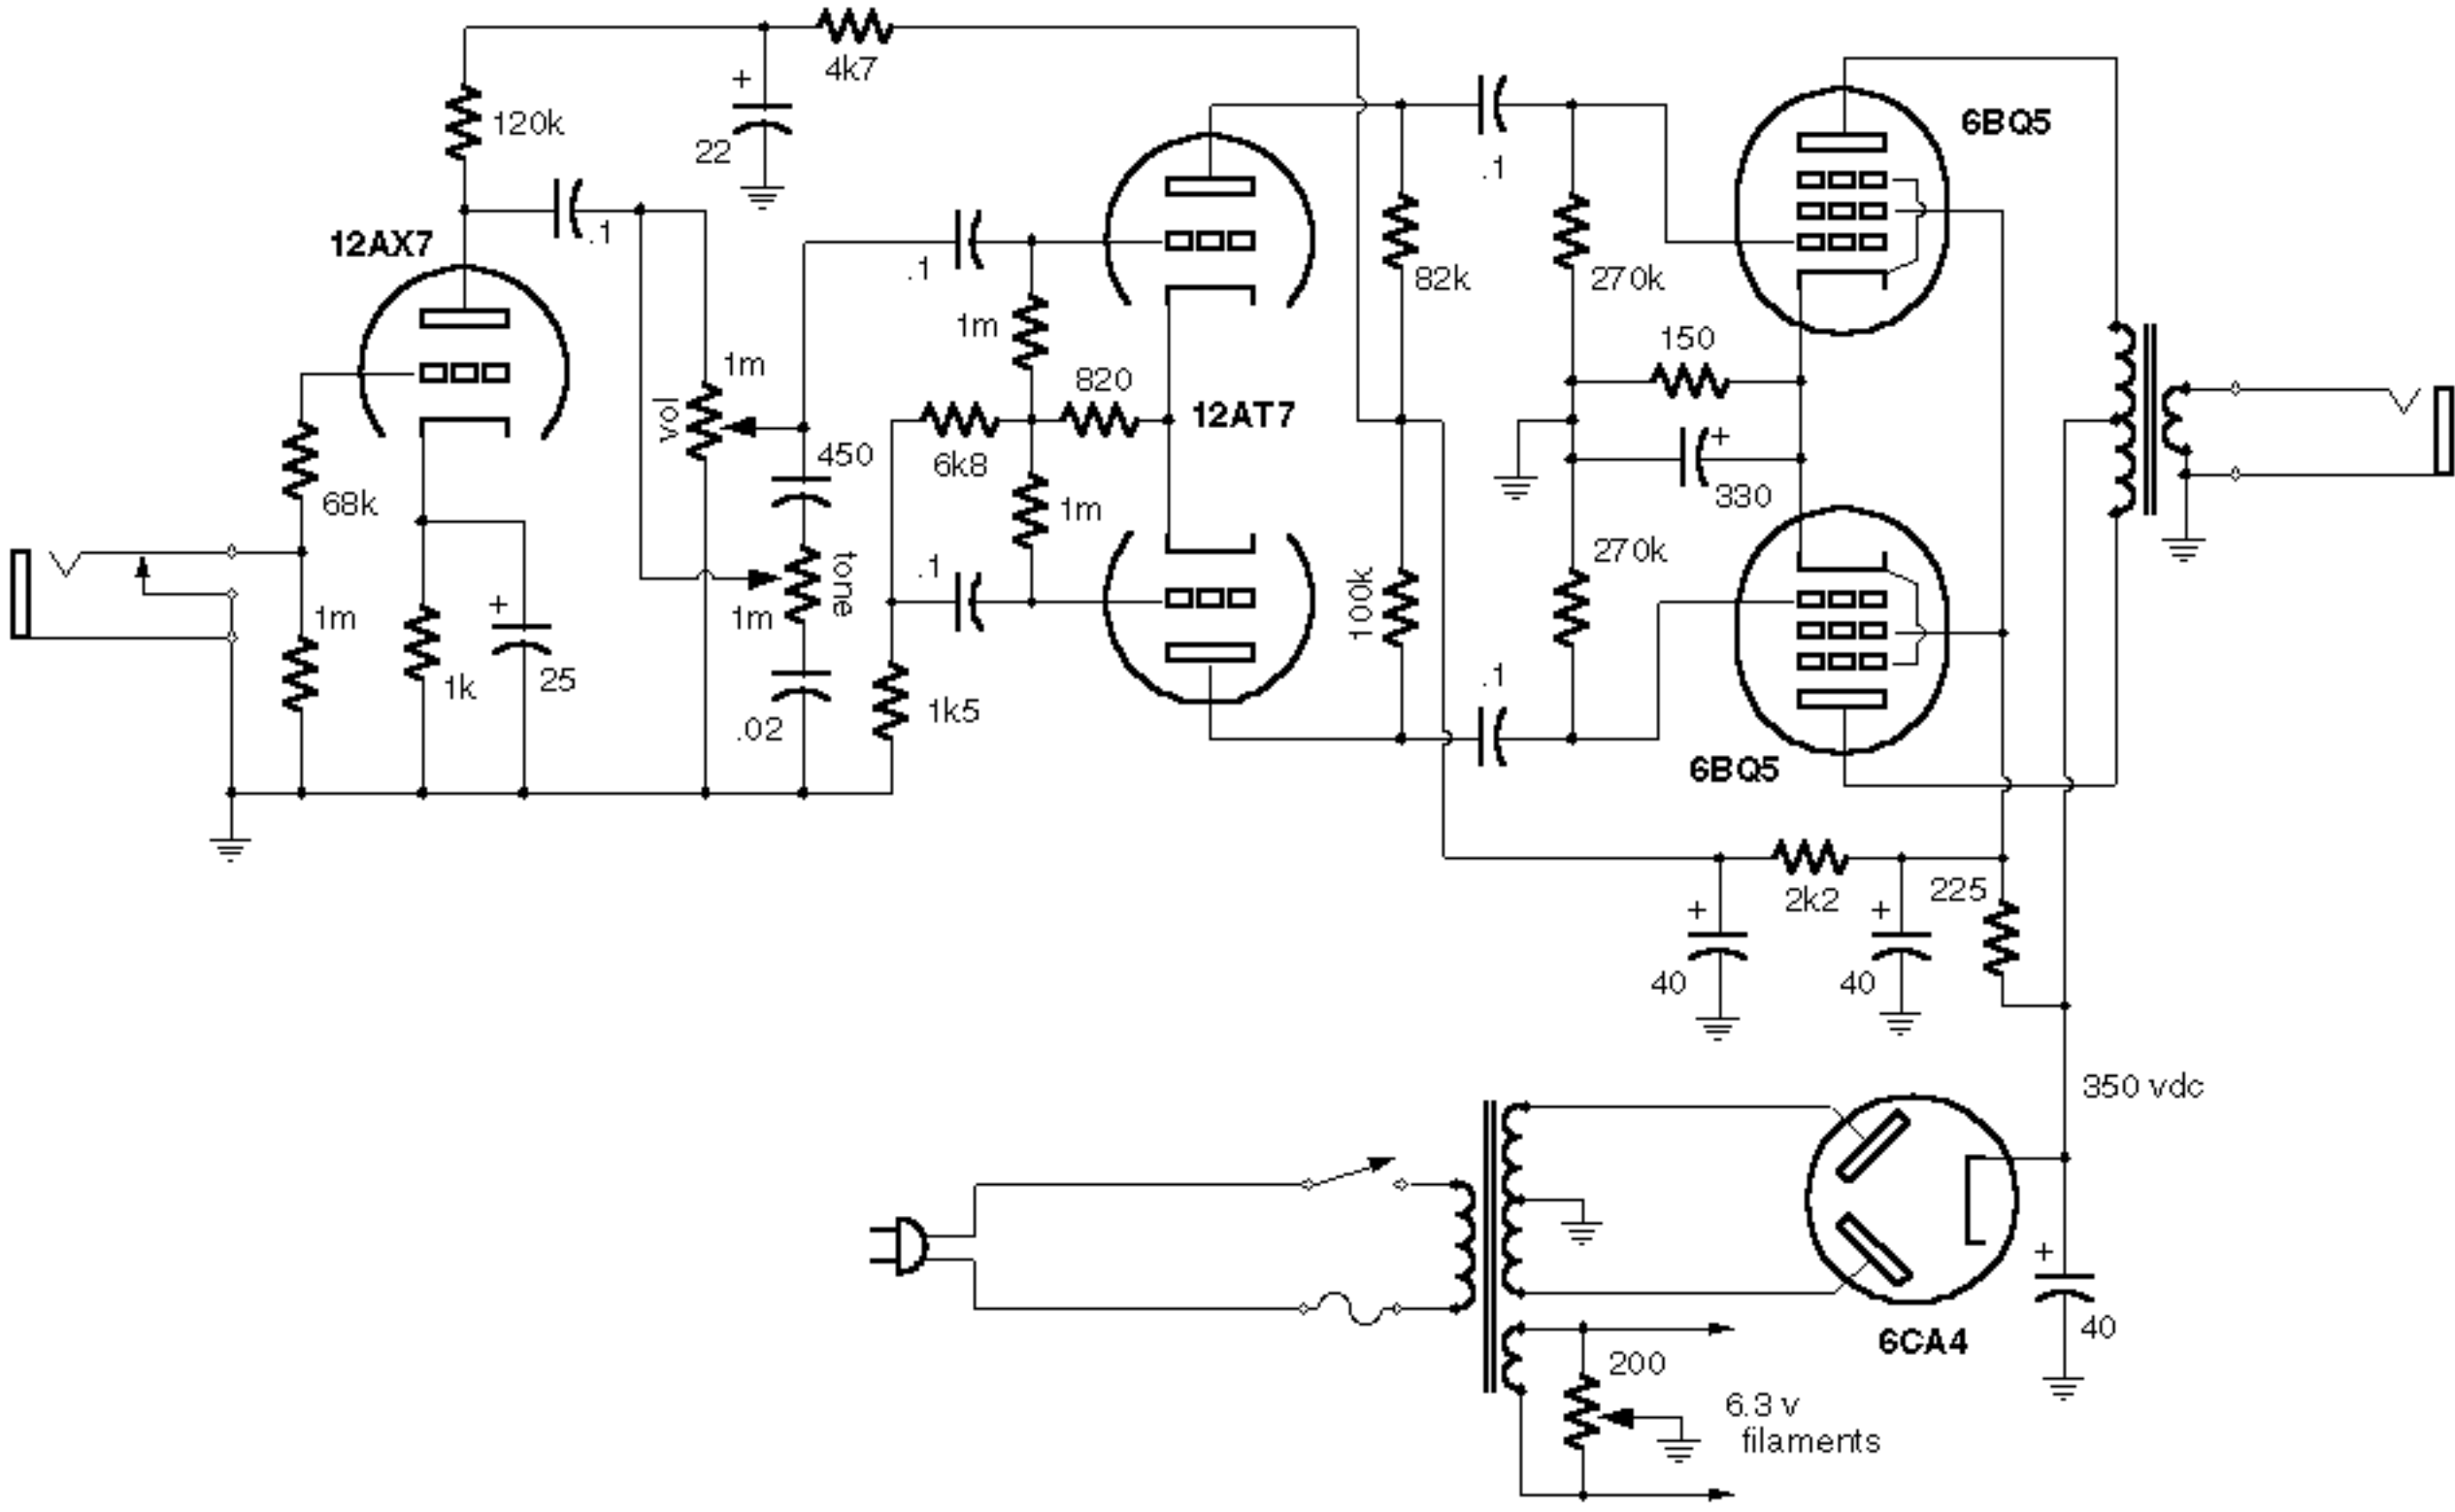 4k7
+
22
120k
12AX7
.1
68k
1m
1k
+
25
1m
vol
450
tone
1m
.02
.1
1m
820
6k8
1m
.1
1k5
12AT7
82k
100k
.1
270k
150
+
330
270k
.1
6BQ5
6BQ5
225
2k2
+
40
+
40
350 vdc
+
40
6CA4
200
6.3 v
filaments